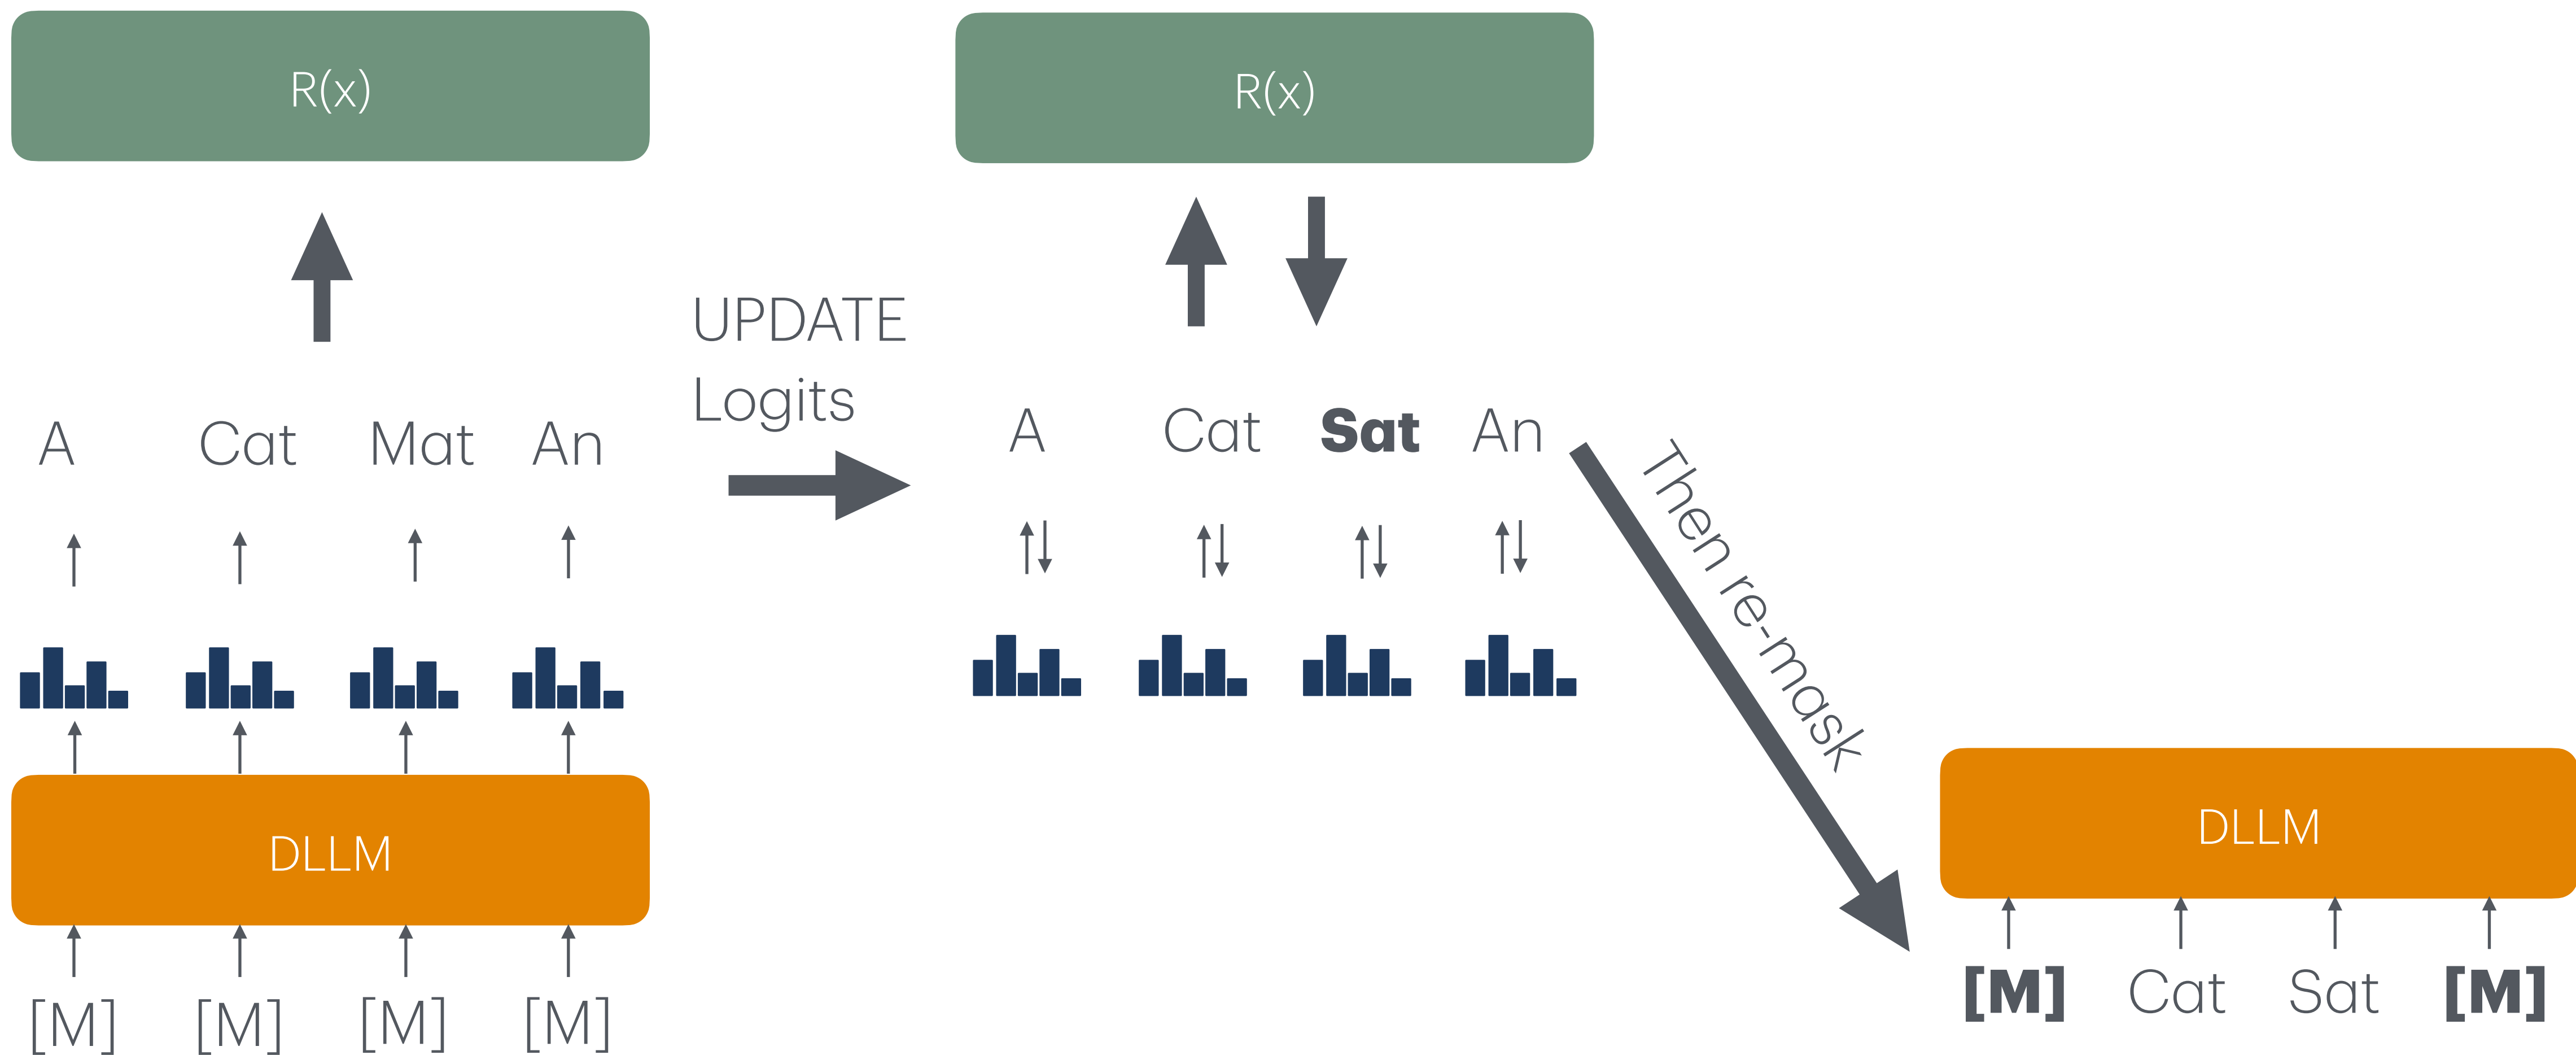 R(x)
R(x)
UPDATE
Logits
A Cat Mat An
A Cat Sat An
Then re-mask
DLLM
DLLM
[M] [M] [M] [M]
[M] Cat Sat [M]